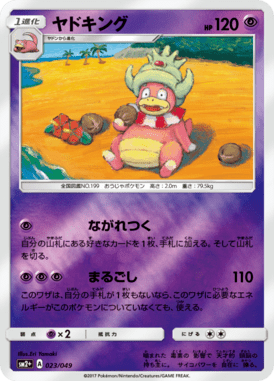 1進化
ヤドキング
HP 120
ヤドンから進化
全国図鑑NO.199 おうじゃポケモン 高さ:2.0m 重さ:79.5kg
ながれつく
自分の山札にある好きなカードを1枚、手札に加える。そして山札
を切る。
まるごし 110
このワザは、自分の手札が1枚もないなら、このワザに必要なエネ
ルギーがこのポケモンについていなくても、使える。
弱点 ×2 抵抗力 にげる
Illus.
sm2+ A 023/049
©2017 Pokémon/Nintendo/Creatures/GAME FREAK.